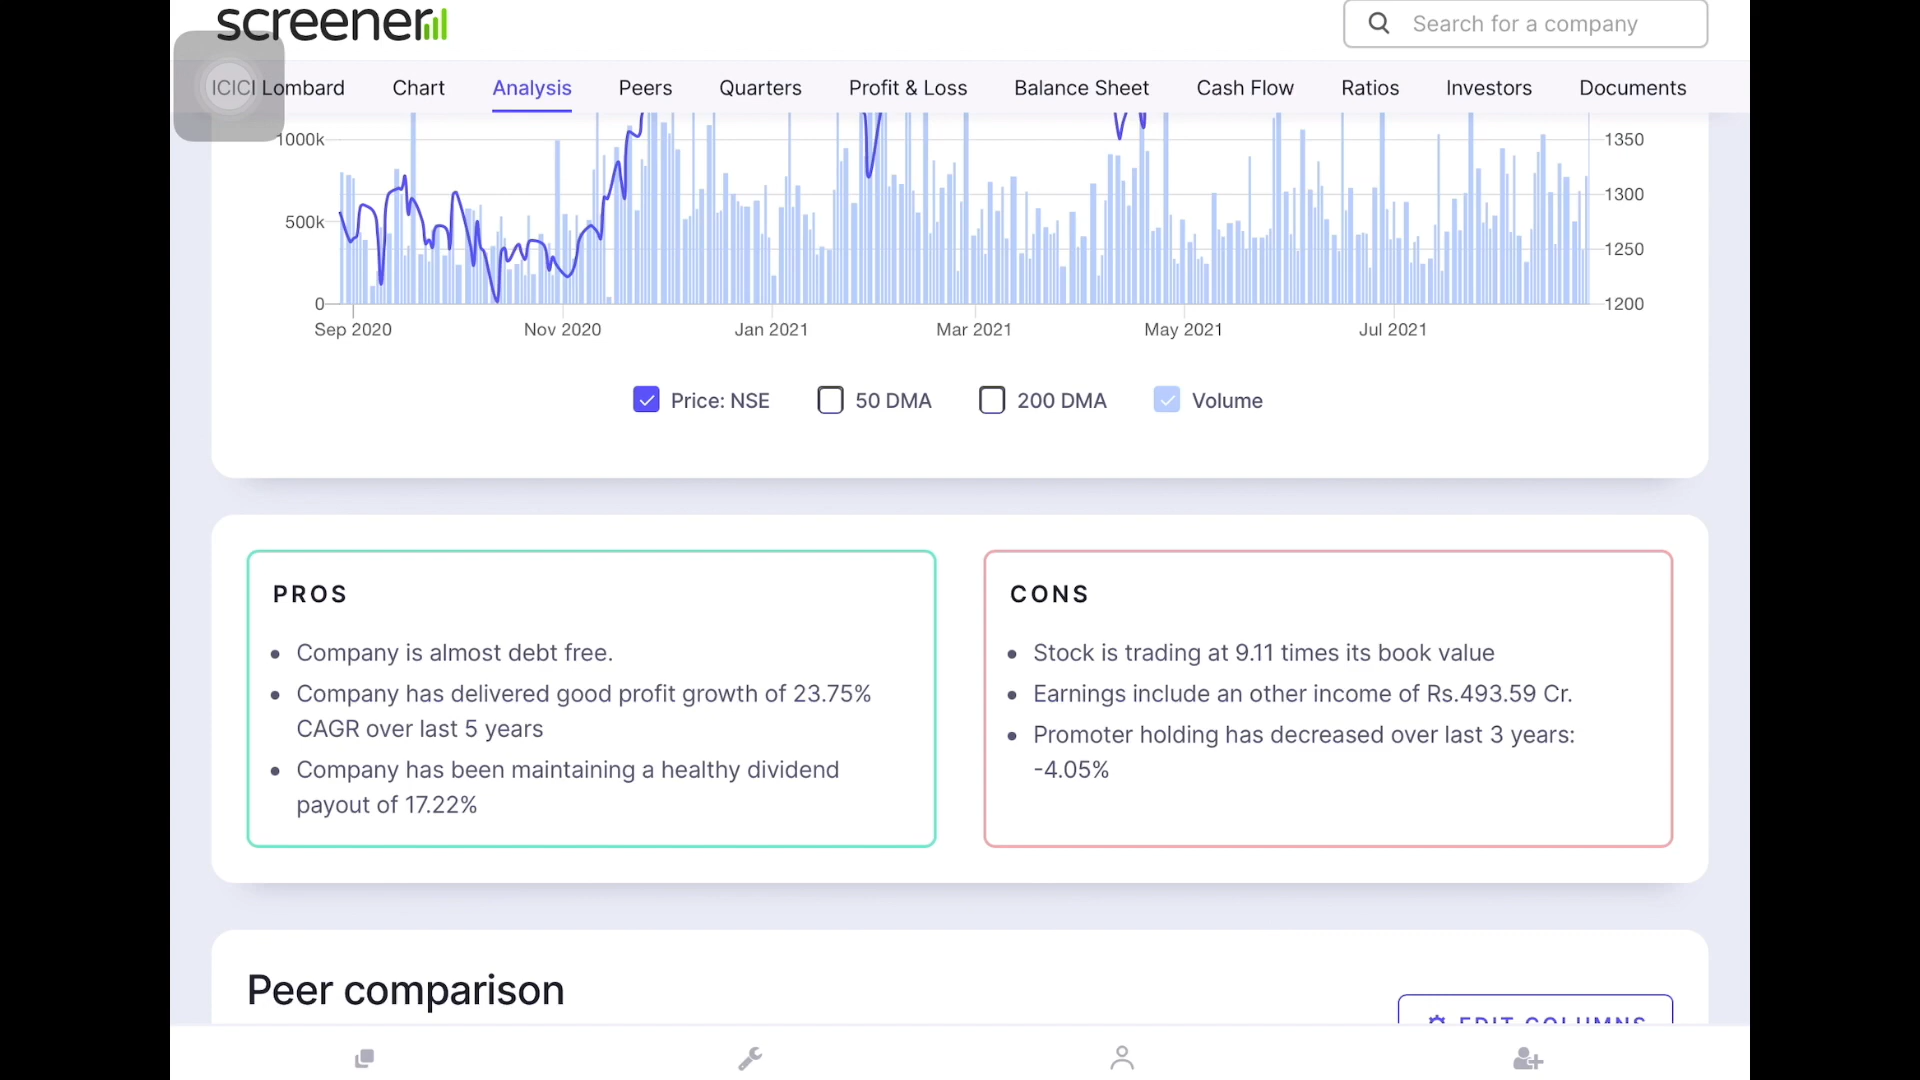 screener
Search for a company
ICICI Lombard Chart Analysis Peers Quarters Profit & Loss Balance Sheet Cash Flow Ratios Investors Documents
1000k 1350
1300
500k
1250
0 1200
Sep 2020 Nov 2020 Jan 2021 Mar 2021 May 2021 Jul 2021
Price: NSE 50 DMA 200 DMA Volume
PROS
Company is almost debt free.
Company has delivered good profit growth of 23.75%
CAGR over last 5 years
Company has been maintaining a healthy dividend
payout of 17.22%
CONS
Stock is trading at 9.11 times its book value
Earnings include an other income of Rs.493.59 Cr.
Promoter holding has decreased over last 3 years:
-4.05%
Peer comparison
EDIT COLUMNS